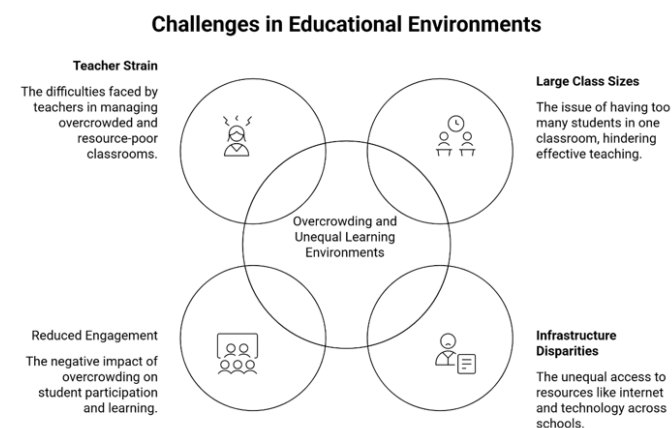 Challenges in Educational Environments
Teacher Strain
The difficulties faced by
teachers in managing
overcrowded and
resource-poor
classrooms.
Large Class Sizes
The issue of having too
many students in one
classroom, hindering
effective teaching.
Overcrowding and
Unequal Learning
Environments
Reduced Engagement
The negative impact of
overcrowding on
student participation
and learning.
Infrastructure
Disparities
The unequal access to
resources like internet
and technology across
schools.